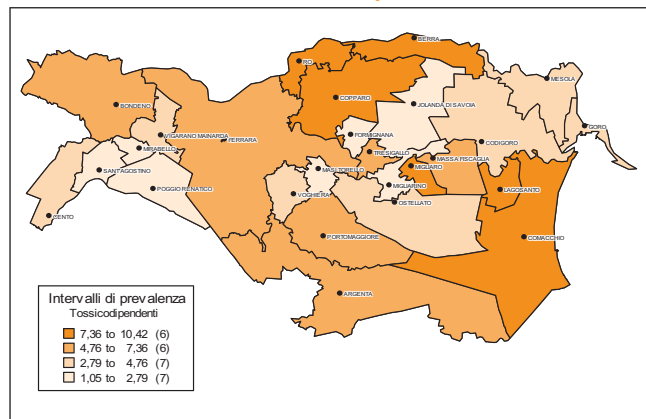 BERRA
RO
MESOLA
COPPARO
BONDENO
JOLANDA DI SAVOIA
GORO
VIGARANO MAINARDA
FORMIGNANA
FERRARA
CODIGORO
MIRABELLO
TRESIGALLO
MASSA FISCAGLIA
MIGLIARO
SANT'AGOSTINO
MASI TORELLO
POGGIO RENATICO
MIGLIARINO
LAGOSANTO
VOGHIERA
OSTELLATO
CENTO
PORTOMAGGIORE
COMACCHIO
ARGENTA
Intervalli di prevalenza
Tossicodipendenti
7,36 to 10,42 (6)
4,76 to 7,36 (6)
2,79 to 4,76 (7)
1,05 to 2,79 (7)